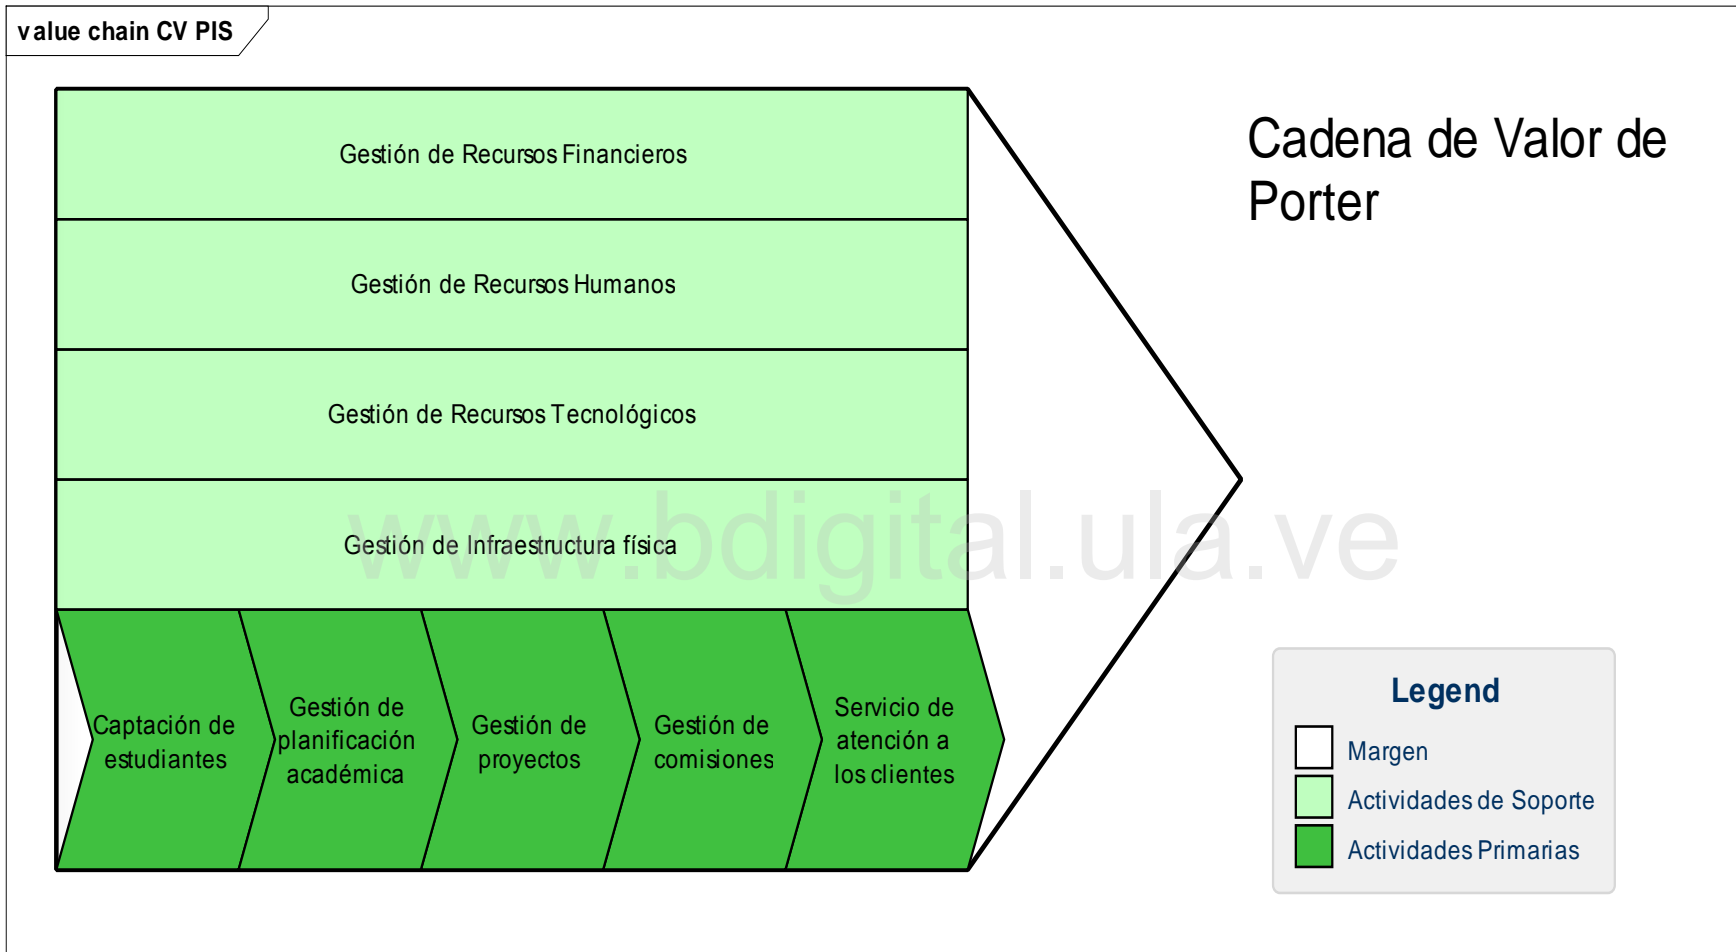 value chain CV PIS
Cadena de Valor de
Porter
Gestión de Recursos Financieros
Gestión de Recursos Humanos
Gestión de Recursos Tecnológicos
Gestión de Infraestructura física
www.bdigital.ula.ve
Captación de
estudiantes
Gestión de
planificación
académica
Gestión de
proyectos
Gestión de
comisiones
Servicio de
atención a
los clientes
Legend
Margen
Actividades de Soporte
Actividades Primarias